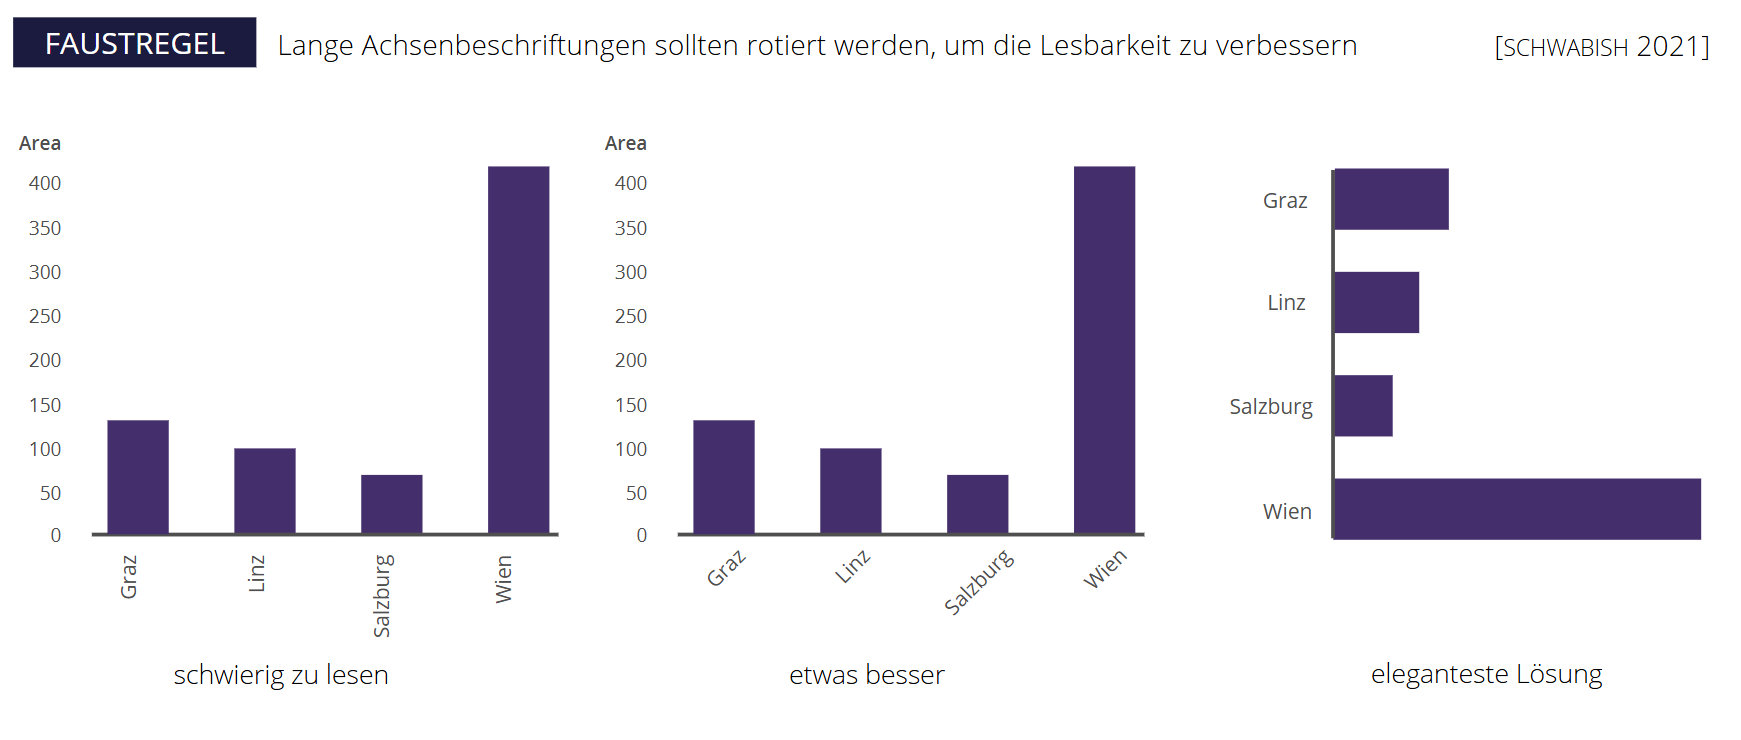 FAUSTREGEL Lange Achsenbeschriftungen sollten rotiert werden, um die Lesbarkeit zu verbessern [SCHWABISH 2021]
Area
400
350
300
250
200
150
100
50
0
Graz
Linz
Salzburg
Wien
schwierig zu lesen
Area
400
350
300
250
200
150
100
50
0
Graz
Linz
Salzburg
Wien
etwas besser
Graz
Linz
Salzburg
Wien
eleganteste Lösung